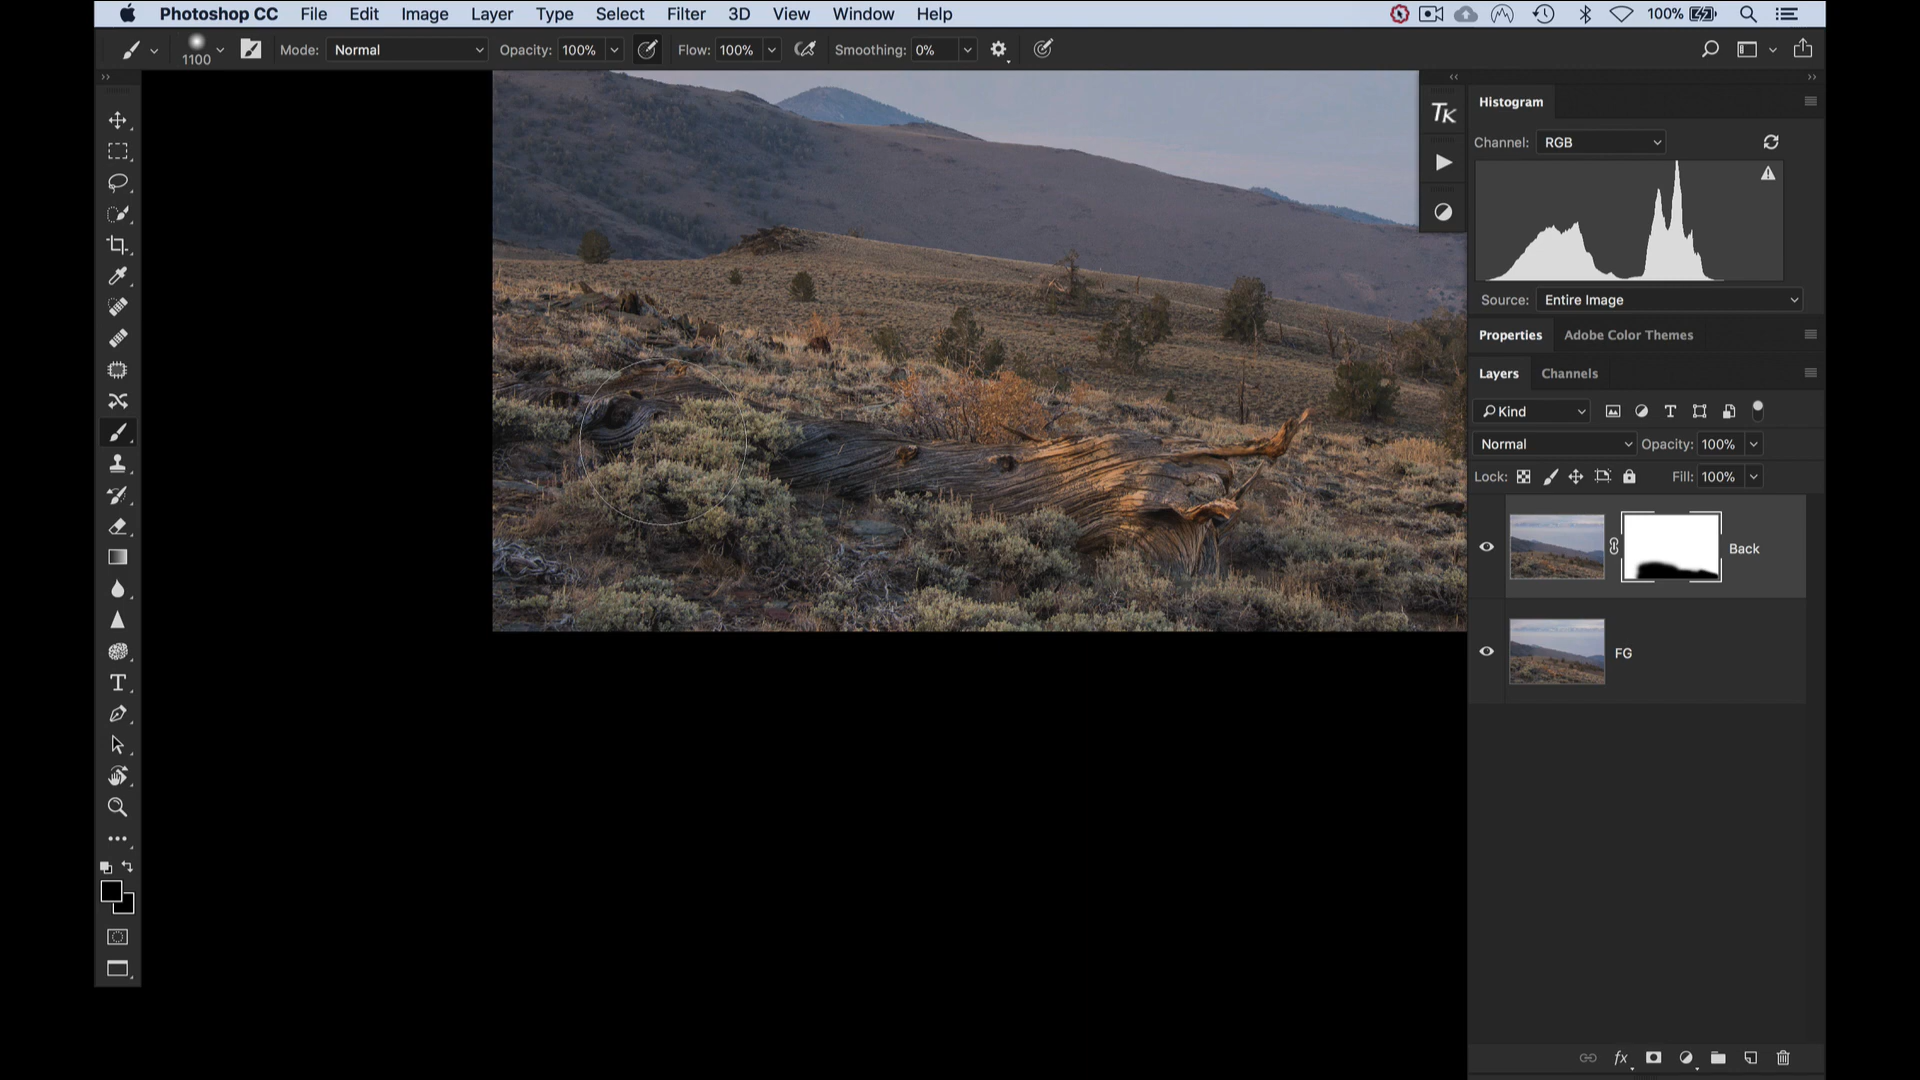 Photoshop CC File Edit Image Layer Type Select Filter 3D View Window Help 100%
1100 Mode: Normal Opacity: 100% Flow: 100% Smoothing: 0%
TK
Histogram
Channel: RGB
Source: Entire Image
Properties Adobe Color Themes
Layers Channels
Kind
Normal Opacity: 100%
Lock: Fill: 100%
Back
FG
fx